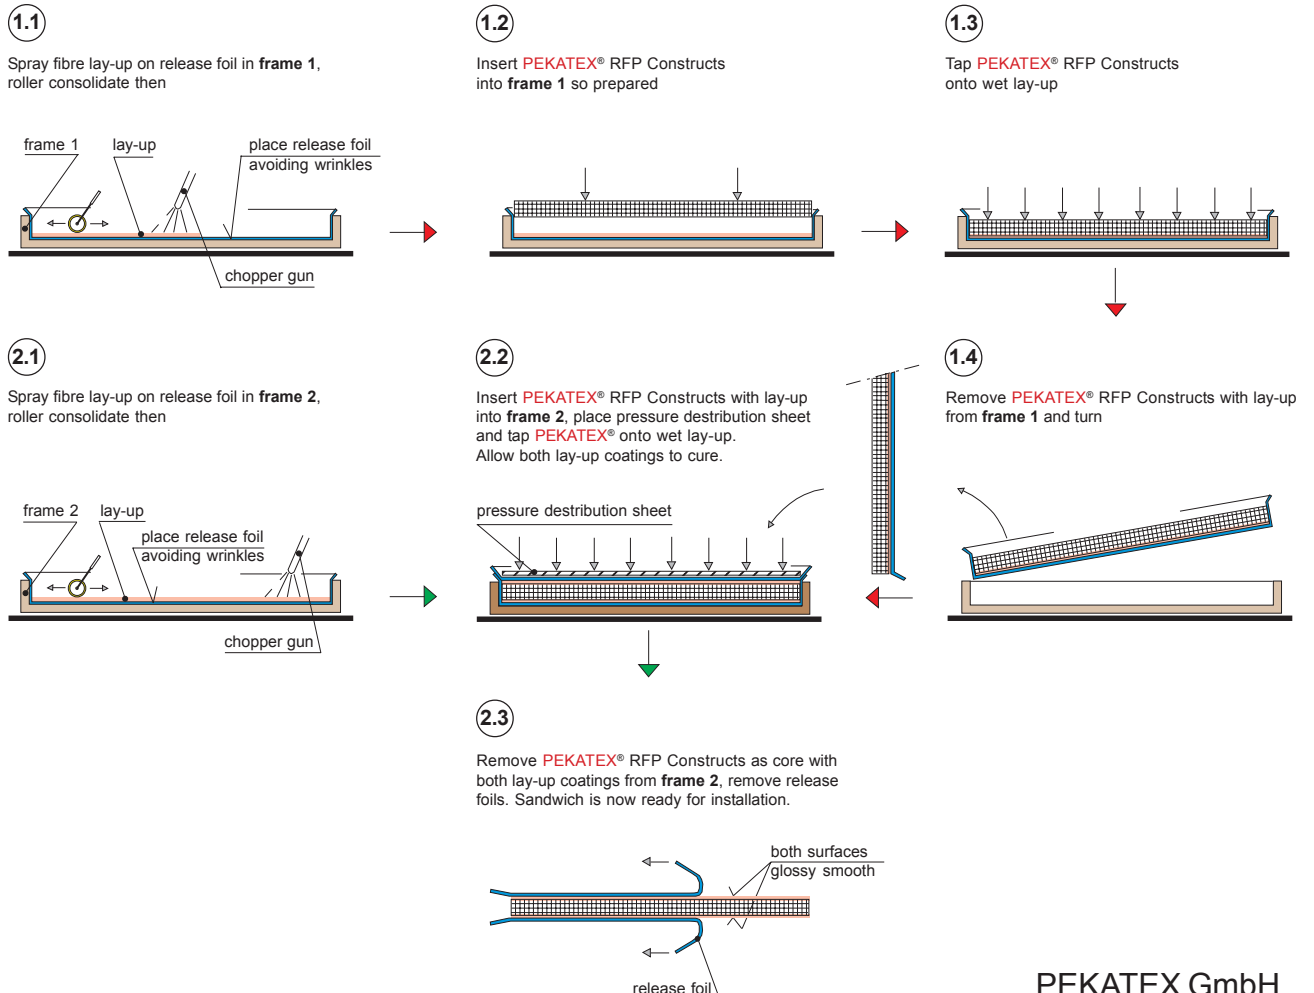 1.1
Spray fibre lay-up on release foil in frame 1,
roller consolidate then
frame 1
lay-up
place release foil
avoiding wrinkles
chopper gun
1.2
Insert PEKATEX® RFP Constructs
into frame 1 so prepared
1.3
Tap PEKATEX® RFP Constructs
onto wet lay-up
2.1
Spray fibre lay-up on release foil in frame 2,
roller consolidate then
frame 2
lay-up
place release foil
avoiding wrinkles
chopper gun
2.2
Insert PEKATEX® RFP Constructs with lay-up
into frame 2, place pressure destribution sheet
and tap PEKATEX® onto wet lay-up.
Allow both lay-up coatings to cure.
pressure destribution sheet
1.4
Remove PEKATEX® RFP Constructs with lay-up
from frame 1 and turn
2.3
Remove PEKATEX® RFP Constructs as core with
both lay-up coatings from frame 2, remove release
foils. Sandwich is now ready for installation.
both surfaces
glossy smooth
release foil
PEKATEX GmbH